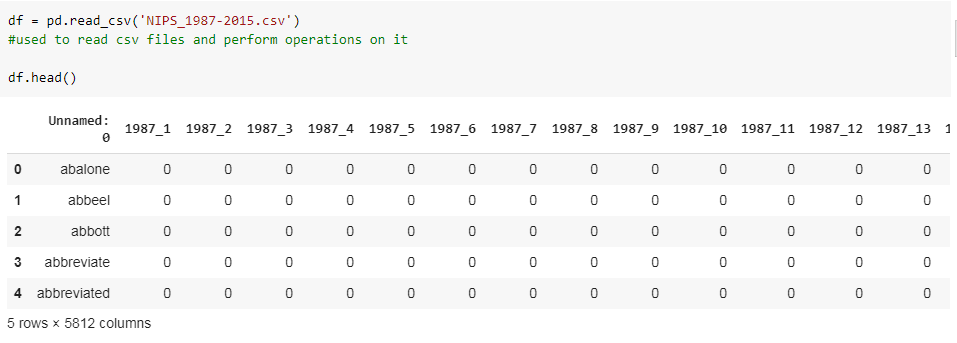 df = pd.read_csv('NIPS_1987-2015.csv')
#used to read csv files and perform operations on it
df.head()
Unnamed: 0 1987_1 1987_2 1987_3 1987_4 1987_5 1987_6 1987_7 1987_8 1987_9 1987_10 1987_11 1987_12 1987_13 1
0 abalone 0 0 0 0 0 0 0 0 0 0 0 0 0
1 abbeel 0 0 0 0 0 0 0 0 0 0 0 0 0
2 abbott 0 0 0 0 0 0 0 0 0 0 0 0 0
3 abbreviate 0 0 0 0 0 0 0 0 0 0 0 0 0
4 abbreviated 0 0 0 0 0 0 0 0 0 0 0 0 0
5 rows × 5812 columns